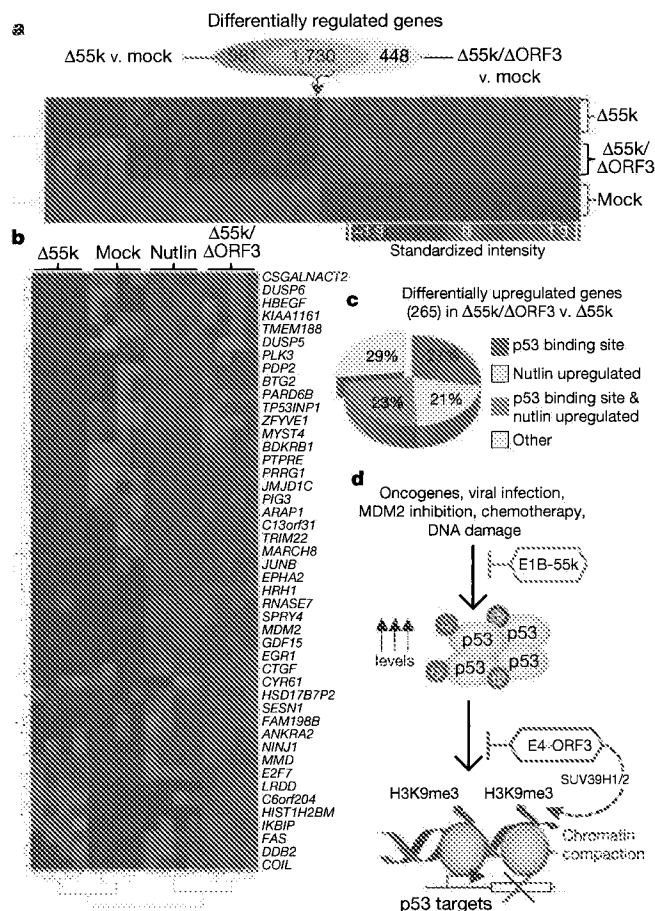 a
Differentially regulated genes
Δ55k v. mock
1,730
448
Δ55k/ΔORF3
v. mock
Δ55k
Δ55k/
ΔORF3
Mock
Standardized intensity
b
Δ55k
Mock
Nutlin
Δ55k/
ΔORF3
CSGALNACT2
DUSP6
HBEGF
KIAA1161
TMEM188
DUSP5
PLK3
PDP2
BTG2
PARD6B
TP53INP1
ZFYVE1
MYST4
BDKRB1
PTPRE
PRRG1
JMJD1C
PIG3
ARAP1
C13orf31
TRIM22
MARCH8
JUNB
EPHA2
HRH1
RNASE7
SPRY4
MDM2
GDF15
EGR1
CTGF
CYR61
HSD17B7P2
SESN1
FAM198B
ANKRA2
NINJ1
MMD
E2F7
LRDD
C6orf204
HIST1H2BM
IKBIP
FAS
DDB2
COIL
c
Differentially upregulated genes
(265) in Δ55k/ΔORF3 v. Δ55k
29%
23%
21%
p53 binding site
Nutlin upregulated
p53 binding site &
nutlin upregulated
Other
d
Oncogenes, viral infection,
MDM2 inhibition, chemotherapy,
DNA damage
E1B-55k
levels
p53
p53
p53
p53
E4-ORF3
SUV39H1/2
H3K9me3
H3K9me3
Chromatin
compaction
p53 targets